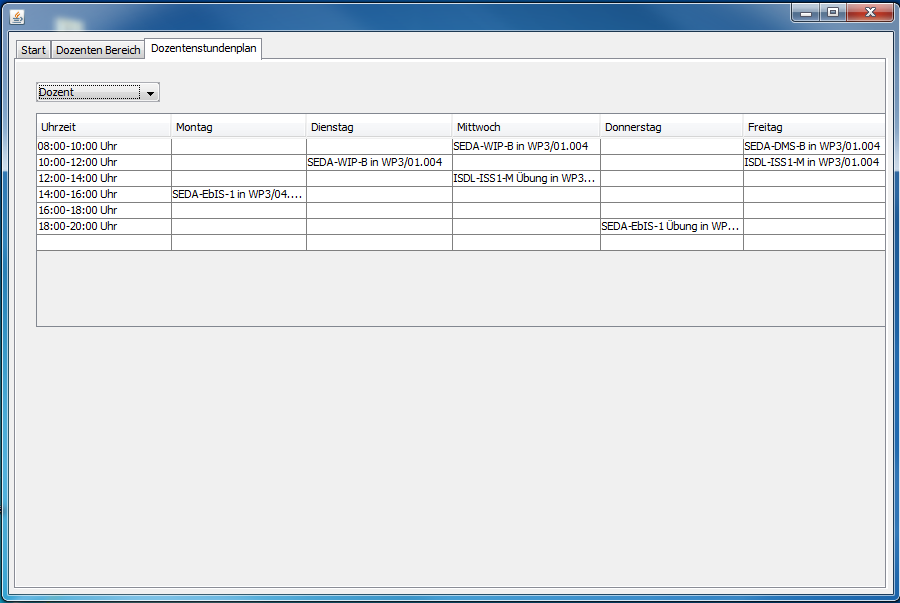 Start Dozenten Bereich Dozentenstundenplan
Dozent
Uhrzeit Montag Dienstag Mittwoch Donnerstag Freitag
08:00-10:00 Uhr SEDA-WIP-B in WP3/01.004 SEDA-DMS-B in WP3/01.004
10:00-12:00 Uhr SEDA-WIP-B in WP3/01.004 ISDL-ISS1-M in WP3/01.004
12:00-14:00 Uhr ISDL-ISS1-M Übung in WP3...
14:00-16:00 Uhr SEDA-EbIS-1 in WP3/04....
16:00-18:00 Uhr
18:00-20:00 Uhr SEDA-EbIS-1 Übung in WP...